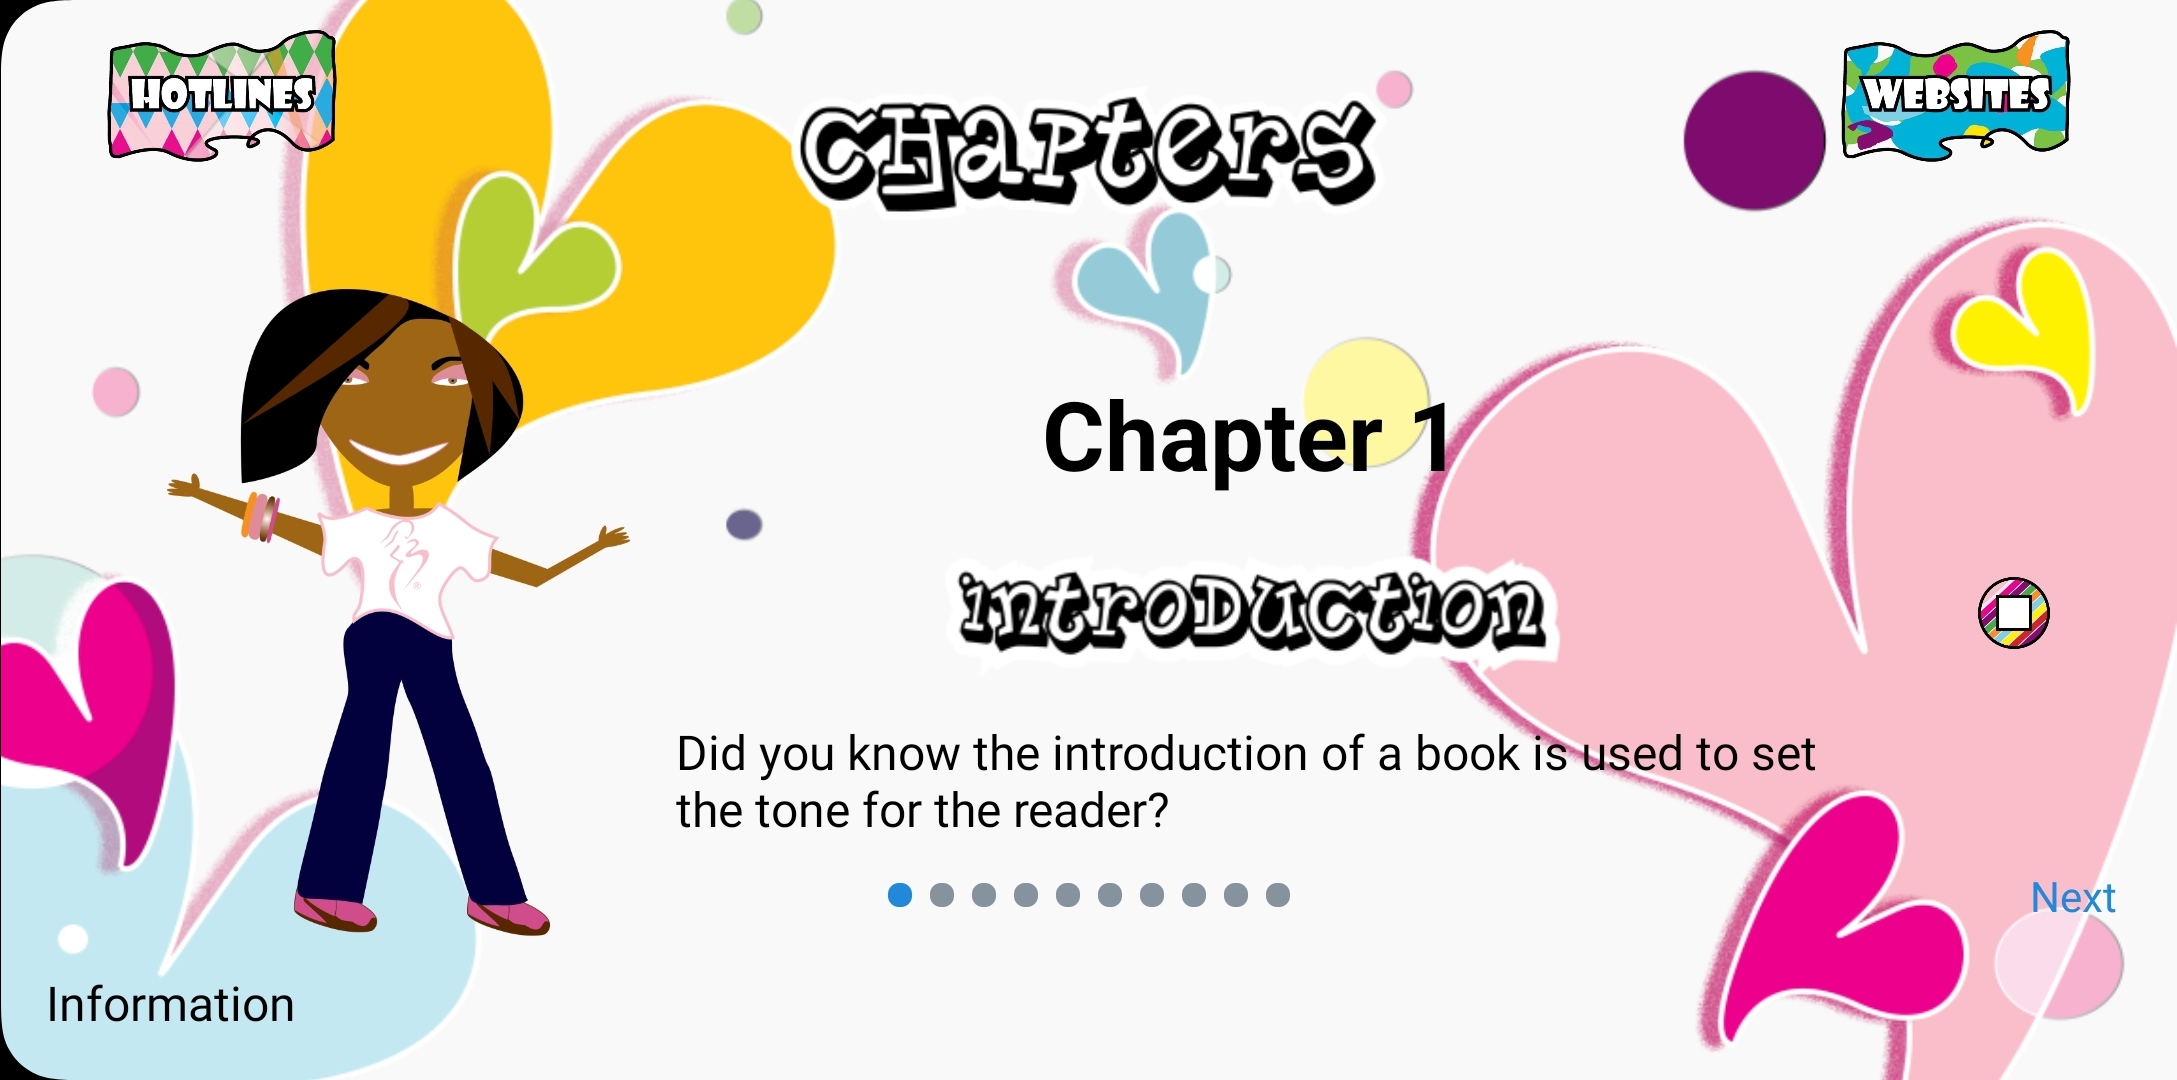 HOTLINES
WEBSITES
CHaPters
Chapter 1
introduction
Did you know the introduction of a book is used to set
the tone for the reader?
Next
Information